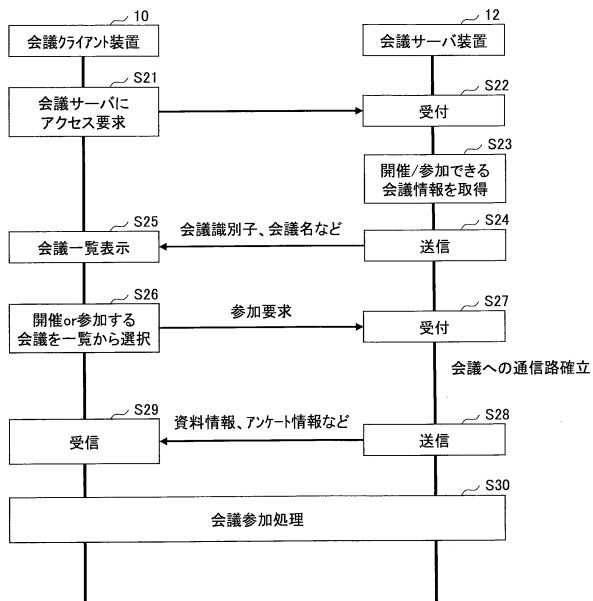 10
会議クライアント装置
12
会議サーバ装置
S21
会議サーバに
アクセス要求
S22
受付
S23
開催/参加できる
会議情報を取得
S24
送信
会議識別子、会議名など
S25
会議一覧表示
S26
開催or参加する
会議を一覧から選択
参加要求
S27
受付
会議への通信路確立
S28
送信
資料情報、アンケート情報など
S29
受信
S30
会議参加処理